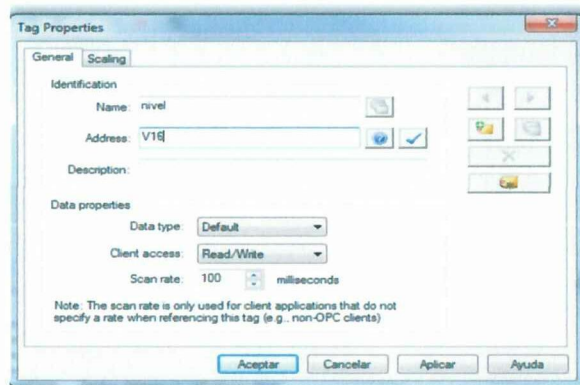 Tag Properties
General Scaling
Identification
Name: nivel
Address: V16
Description:
Data properties
Data type: Default
Client access: Read/Write
Scan rate: 100 milliseconds
Note: The scan rate is only used for client applications that do not
specify a rate when referencing this tag (e.g., non-OPC clients)
Aceptar Cancelar Aplicar Ayuda